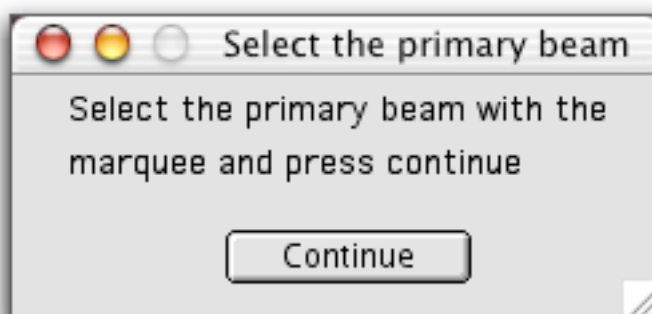 Select the primary beam
Select the primary beam with the
marquee and press continue
Continue